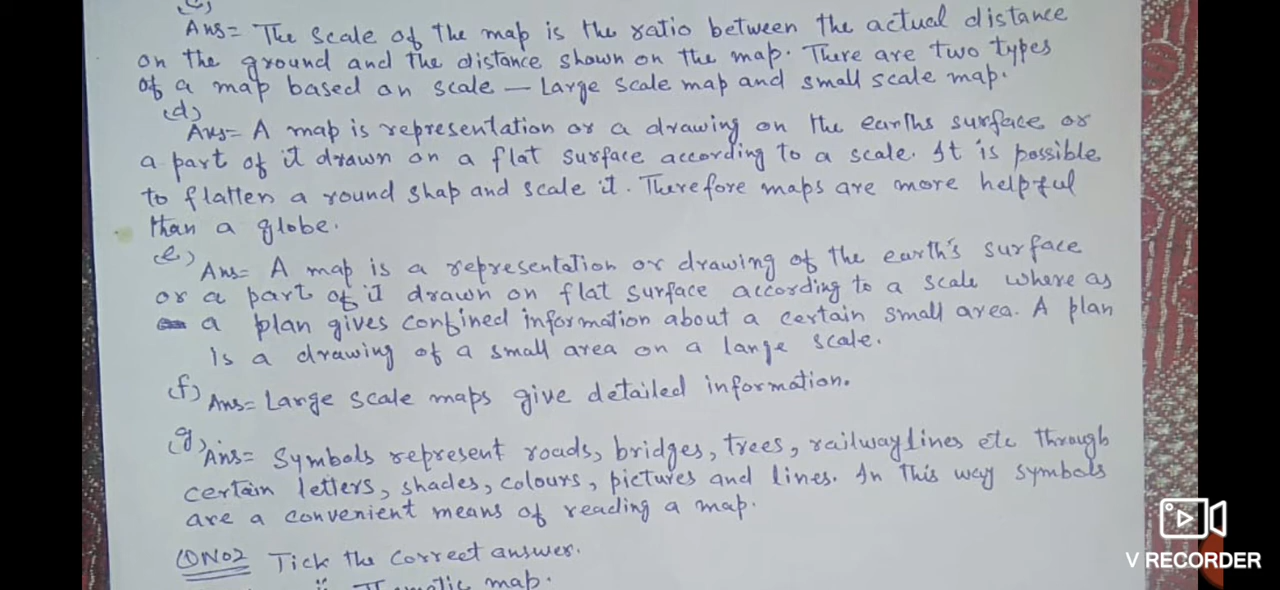 (c)
Ans= The scale of the map is the ratio between the actual distance
on the ground and the distance shown on the map. There are two types
of a map based on scale — Large scale map and small scale map.
(d)
Ans= A map is representation or a drawing on the earths surface or
a part of it drawn on a flat surface according to a scale. It is possible
to flatten a round shap and scale it. Therefore maps are more helpful
than a globe.
(e)
Ans= A map is a representation or drawing of the earth's surface
or a part of it drawn on flat surface according to a scale where as
a plan gives confined information about a certain small area. A plan
is a drawing of a small area on a large scale.
(f) Ans= Large scale maps give detailed information.
(g) Ans= Symbols represent roads, bridges, trees, railway lines etc through
certain letters, shades, colours, pictures and lines. In this way symbols
are a convenient means of reading a map.
Q No2 Tick the correct answer.
ii Thematic map.
V RECORDER